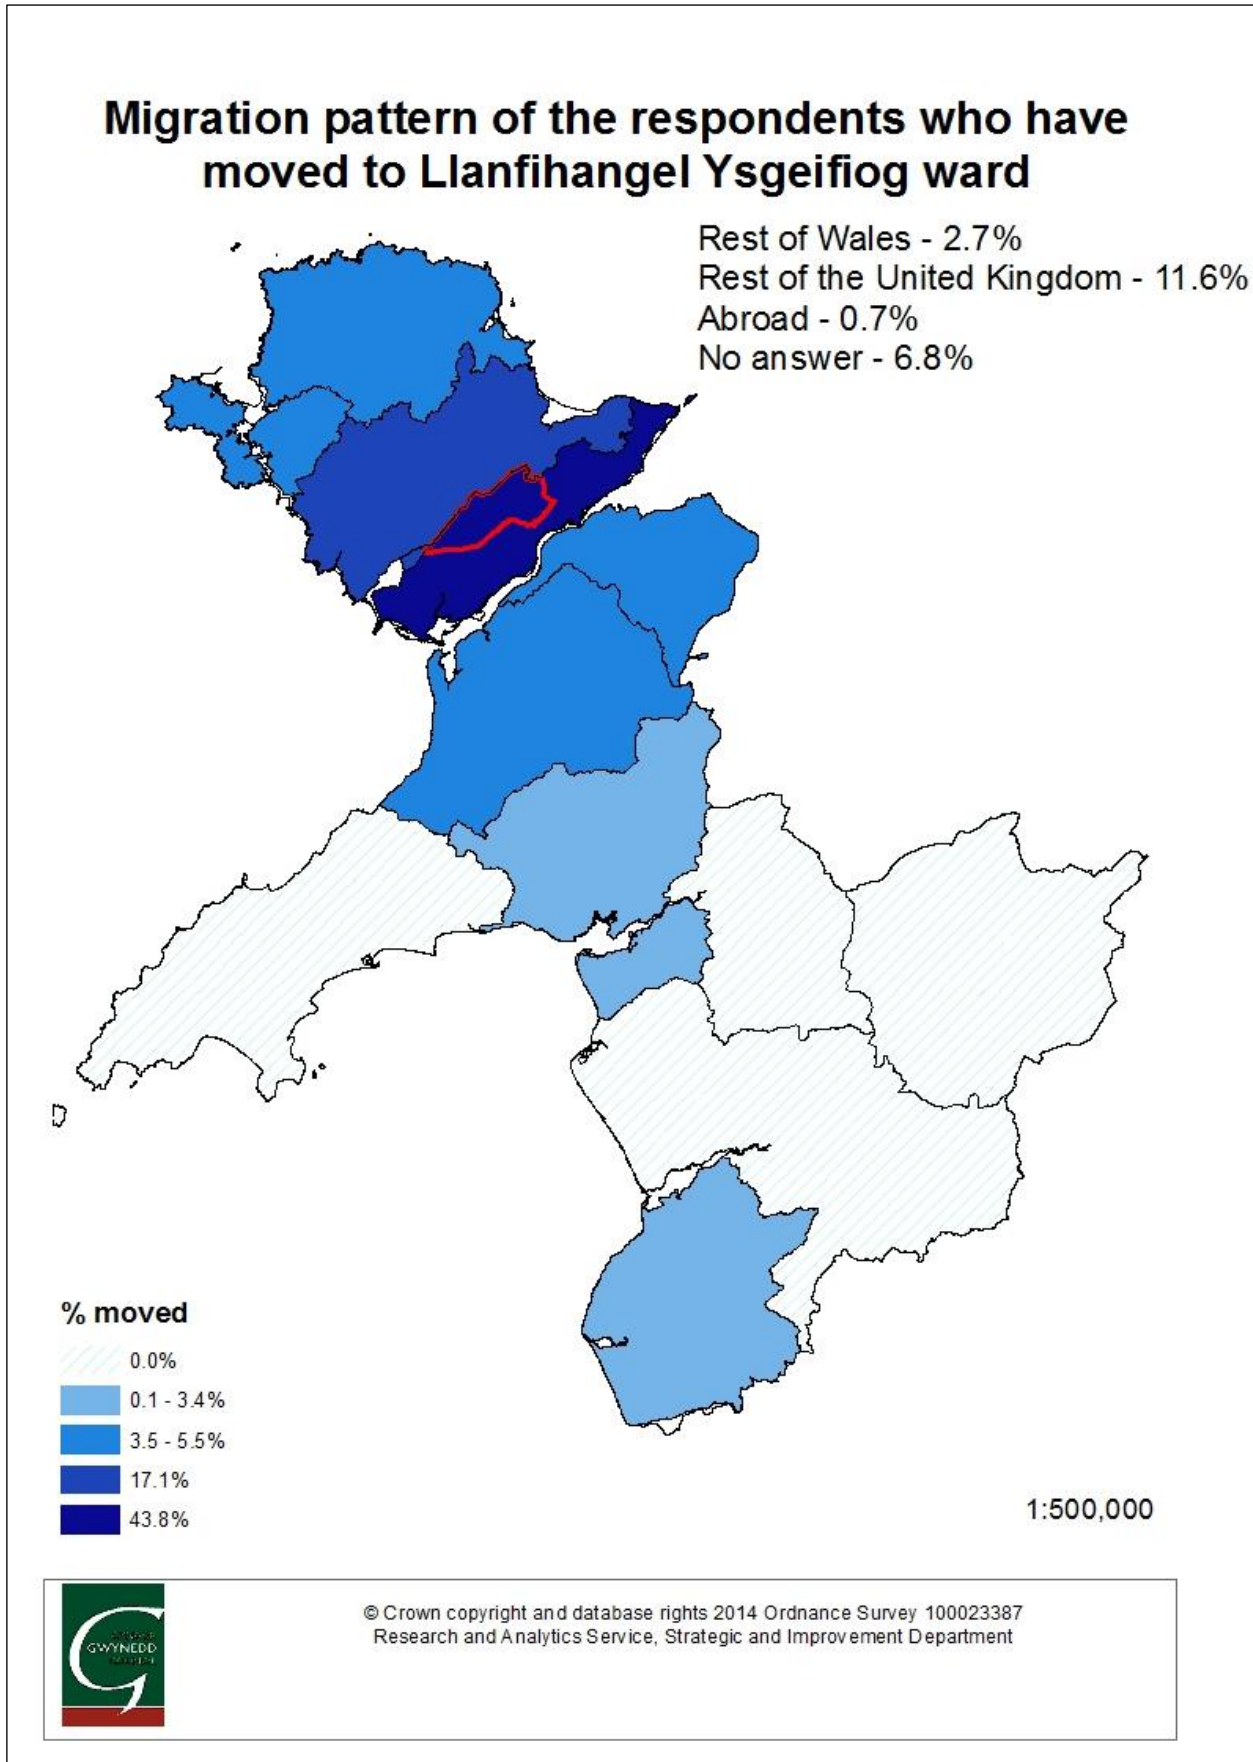 Migration pattern of the respondents who have
moved to Llanfihangel Ysgeifiog ward
Rest of Wales - 2.7%
Rest of the United Kingdom - 11.6%
Abroad - 0.7%
No answer - 6.8%
% moved
0.0%
0.1 - 3.4%
3.5 - 5.5%
17.1%
43.8%
1:500,000
GWYNEDD
© Crown copyright and database rights 2014 Ordnance Survey 100023387
Research and Analytics Service, Strategic and Improvement Department